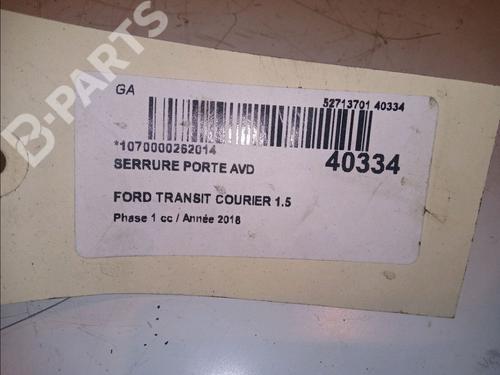 B-PARTS
GA
52713701 40334
*1070000262014
SERRURE PORTE AVD
40334
FORD TRANSIT COURIER 1.5
Phase 1 cc / Année 2018